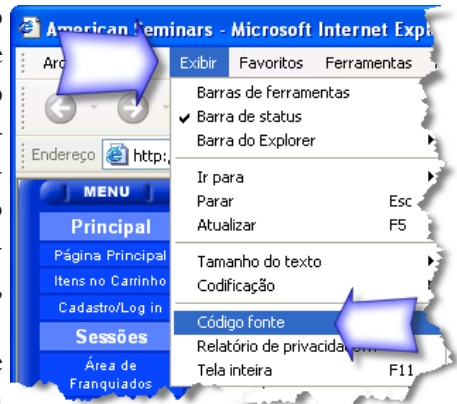 American Seminars - Microsoft Internet
Exibir Favoritos Ferramentas
Barras de ferramentas
Barra de status
Barra do Explorer
Endereço http:
Ir para
MENU
Parar Esc
Principal
Atualizar F5
Página Principal
Tamanho do texto
Itens no Carrinho
Codificação
Cadastro/Log in
Código fonte
Sessões
Relatório de
Área de
Tela inteira F11
Franquiados